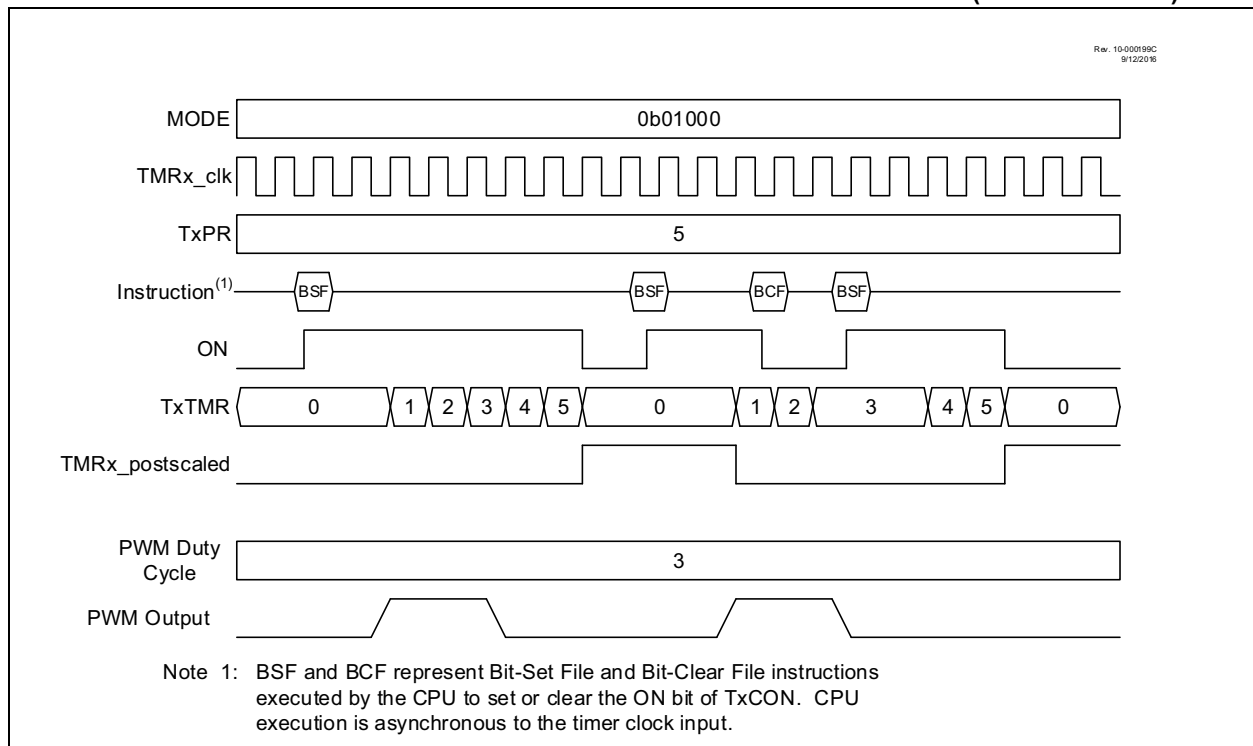 Rev. 10-000199C
9/12/2016
MODE
0b01000
TMRx_clk
TxPR
5
Instruction(1)
BSF
BSF
BCF
BSF
ON
TxTMR
0
1
2
3
4
5
0
1
2
3
4
5
0
TMRx_postscaled
PWM Duty
Cycle
3
PWM Output
Note 1: BSF and BCF represent Bit-Set File and Bit-Clear File instructions
executed by the CPU to set or clear the ON bit of TxCON. CPU
execution is asynchronous to the timer clock input.